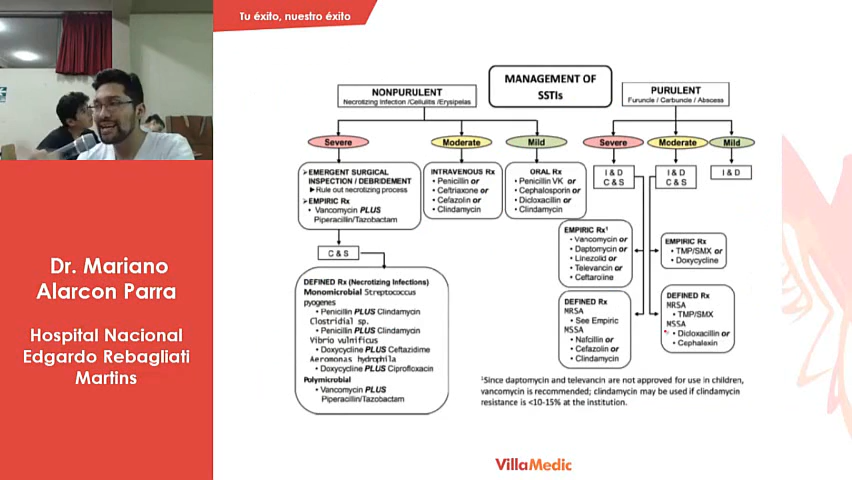 Tu éxito, nuestro éxito
Dr. Mariano
Alarcon Parra
Hospital Nacional
Edgardo Rebagliati
Martins
MANAGEMENT OF
SSTIs
NONPURULENT
Necrotizing Infection /Cellulitis /Erysipelas
PURULENT
Furuncle / Carbuncle / Abscess
Severe
Moderate
Mild
Severe
Moderate
Mild
➢EMERGENT SURGICAL
INSPECTION / DEBRIDEMENT
▶ Rule out necrotizing process
➢EMPIRIC Rx
• Vancomycin PLUS
Piperacillin/Tazobactam
INTRAVENOUS Rx
• Penicillin or
• Ceftriaxone or
• Cefazolin or
• Clindamycin
ORAL Rx
• Penicillin VK or
• Cephalosporin or
• Dicloxacillin or
• Clindamycin
I & D
C & S
I & D
C & S
I & D
C & S
EMPIRIC Rx¹
• Vancomycin or
• Daptomycin or
• Linezolid or
• Televancin or
• Ceftaroline
EMPIRIC Rx
• TMP/SMX or
• Doxycycline
DEFINED Rx (Necrotizing Infections)
Monomicrobial Streptococcus
pyogenes
• Penicillin PLUS Clindamycin
Clostridial sp.
• Penicillin PLUS Clindamycin
Vibrio vulnificus
• Doxycycline PLUS Ceftazidime
Aeromonas hydrophila
• Doxycycline PLUS Ciprofloxacin
Polymicrobial
• Vancomycin PLUS
Piperacillin/Tazobactam
DEFINED Rx
MRSA
• See Empiric
MSSA
• Nafcillin or
• Cefazolin or
• Clindamycin
DEFINED Rx
MRSA
• TMP/SMX
MSSA
• Dicloxacillin or
• Cephalexin
¹Since daptomycin and televancin are not approved for use in children,
vancomycin is recommended; clindamycin may be used if clindamycin
resistance is <10-15% at the institution.
VillaMedic